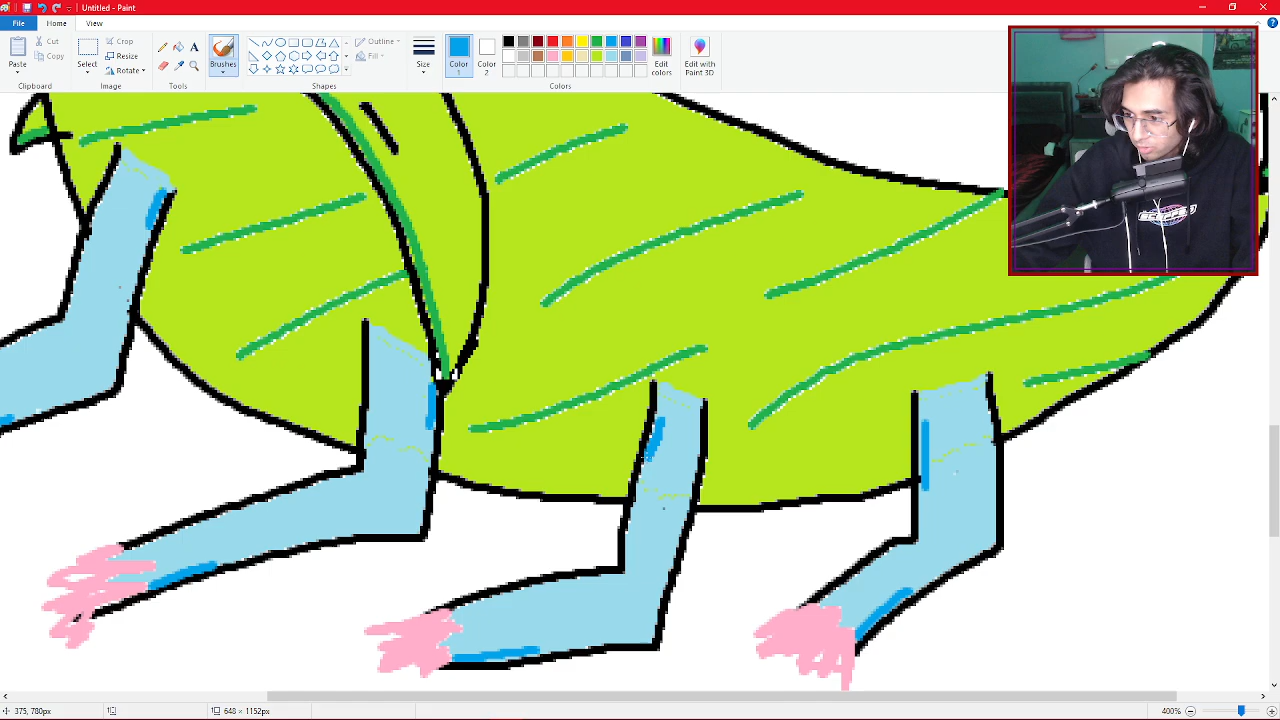 Untitled - Paint
File Home View
Paste
Cut
Copy
Clipboard
Select
Crop
Resize
Rotate
Image
A
Tools
Brushes
Outline
Fill
Shapes
Size
Color
1
Color
2
Edit
colors
Colors
Edit with
Paint 3D
375, 780px
648 × 1152px
400%